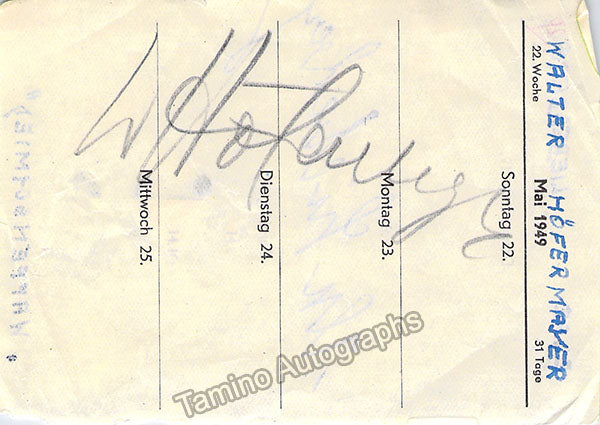 WALTER HÖFERMAYER
22. Woche Mai 1949 31 Tage
Sonntag 22.
Montag 23.
Dienstag 24.
Mittwoch 25.
Tamino Autographs